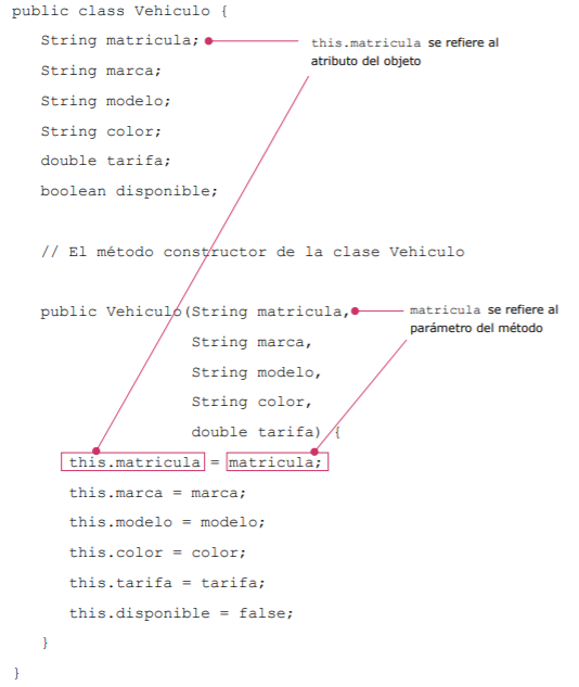 public class Vehiculo {
String matricula;
this.matricula se refiere al
atributo del objeto
String marca;
String modelo;
String color;
double tarifa;
boolean disponible;
// El método constructor de la clase Vehiculo
public Vehiculo(String matricula,
matricula se refiere al
parámetro del método
String marca,
String modelo,
String color,
double tarifa) {
this.matricula = matricula;
this.marca = marca;
this.modelo = modelo;
this.color = color;
this.tarifa = tarifa;
this.disponible = false;
}
}